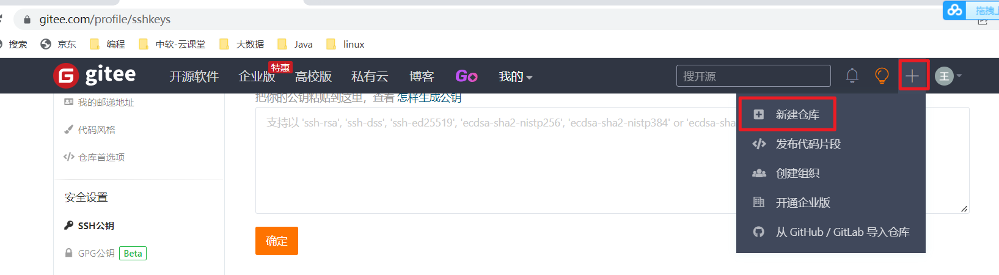 gitee.com/profile/sshkeys
拖拽上
搜索 京东 编程 中软-云课堂 大数据 Java linux
gitee 开源软件 企业版 特惠 高校版 私有云 博客 Go 我的 搜开源 王
我的邮递地址
代码风格
仓库首选项
安全设置
SSH公钥
GPG公钥 Beta
把你的公钥粘贴到这里，查看 怎样生成公钥
支持以 'ssh-rsa', 'ssh-dss', 'ssh-ed25519', 'ecdsa-sha2-nistp256', 'ecdsa-sha2-nistp384' or 'ecdsa-sha
确定
新建仓库
发布代码片段
创建组织
开通企业版
从 GitHub / GitLab 导入仓库